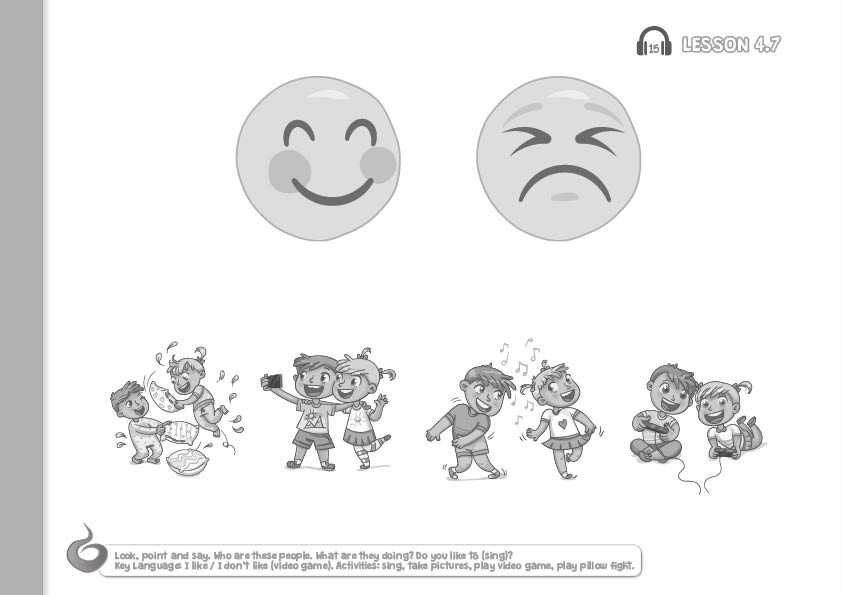 15 LESSON 4.7
Look, point and say. Who are these people. What are they doing? Do you like to (sing)?
Key Language: I like / I don't like (video game). Activities: sing, take pictures, play video game, play pillow fight.